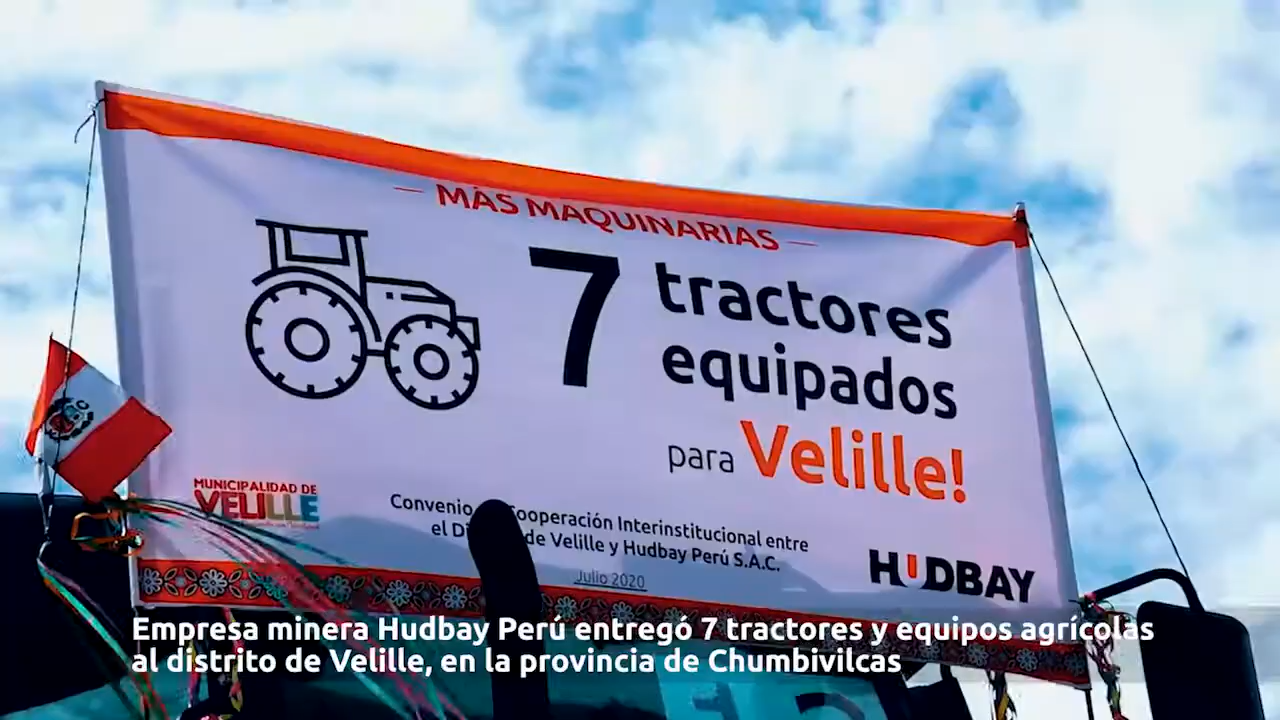 — MÁS MAQUINARIAS —
7 tractores
equipados
para Velille!
MUNICIPALIDAD DE
VELILLE
Convenio Cooperación Interinstitucional entre
el de Velille y Hudbay Perú S.A.C.
Julio 2020
HUDBAY
Empresa minera Hudbay Perú entregó 7 tractores y equipos agrícolas
al distrito de Velille, en la provincia de Chumbivilcas